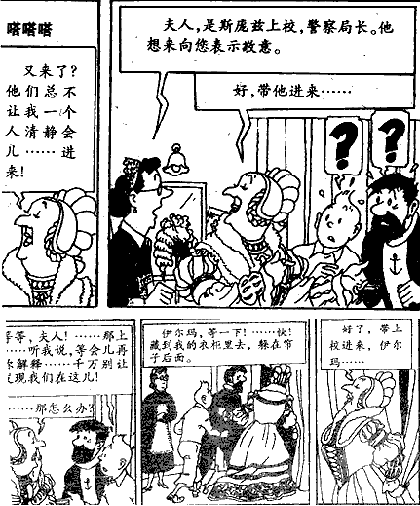 嗒嗒嗒
又来了?
他们总不
让我一个
人清静会
儿……进
来!
夫人,是斯庞兹上校,警察局长。他
想来向您表示敬意。
好,带他进来……
?
?
等,夫人!……那上
……听我说,等会儿再
解释……千万别让
发现我们在这儿!
……那怎么办?
伊尔玛,等一下!……快!
藏到我的衣柜里去,躲在帘
子后面。
好了,带上
校进来,伊尔
玛……